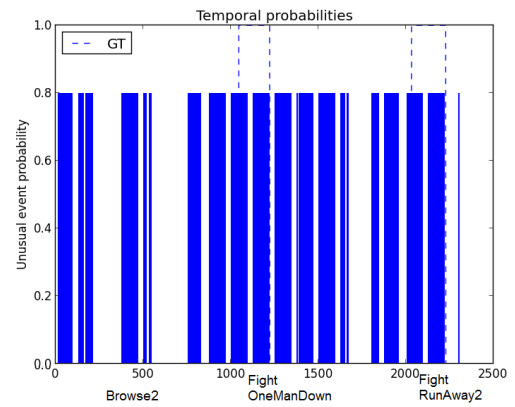 Temporal probabilities
GT
Unusual event probability
1.0
0.8
0.6
0.4
0.2
0.0
0 500 1000 1500 2000 2500
Browse2
Fight
OneManDown
Fight
RunAway2